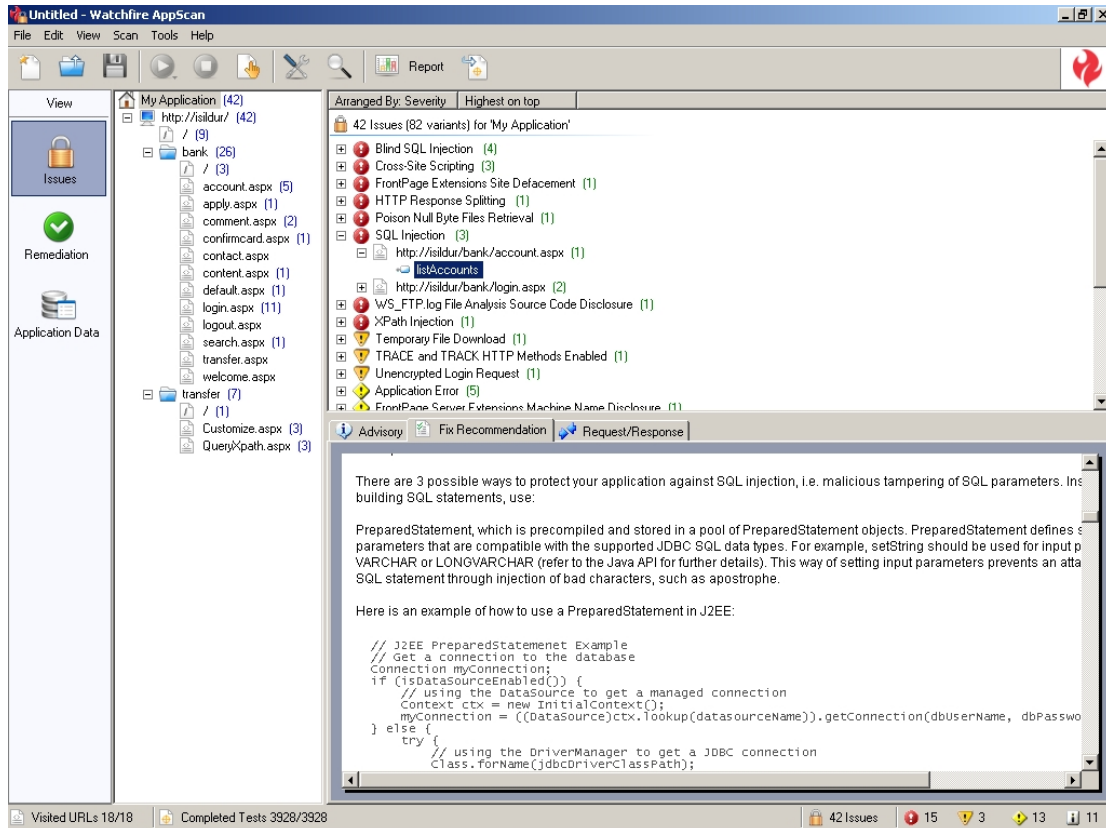 Untitled - Watchfire AppScan
File Edit View Scan Tools Help
Report
View
Issues
Remediation
Application Data
My Application (42)
http://isildur/ (42)
/ (9)
bank (26)
/ (3)
account.aspx (5)
apply.aspx (1)
comment.aspx (2)
confirmcard.aspx (1)
contact.aspx
content.aspx (1)
default.aspx (1)
login.aspx (11)
logout.aspx
search.aspx (1)
transfer.aspx
welcome.aspx
transfer (7)
/ (1)
Customize.aspx (3)
QueryXpath.aspx (3)
Arranged By: Severity Highest on top
42 Issues (82 variants) for 'My Application'
Blind SQL Injection (4)
Cross-Site Scripting (3)
FrontPage Extensions Site Defacement (1)
HTTP Response Splitting (1)
Poison Null Byte Files Retrieval (1)
SQL Injection (3)
http://isildur/bank/account.aspx (1)
listAccounts
http://isildur/bank/login.aspx (2)
WS_FTP.log File Analysis Source Code Disclosure (1)
XPath Injection (1)
Temporary File Download (1)
TRACE and TRACK HTTP Methods Enabled (1)
Unencrypted Login Request (1)
Application Error (5)
FrontPage Server Extensions Machine Name Disclosure (1)
Advisory Fix Recommendation Request/Response
There are 3 possible ways to protect your application against SQL injection, i.e. malicious tampering of SQL parameters. Ins
building SQL statements, use:
PreparedStatement, which is precompiled and stored in a pool of PreparedStatement objects. PreparedStatement defines s
parameters that are compatible with the supported JDBC SQL data types. For example, setString should be used for input p
VARCHAR or LONGVARCHAR (refer to the Java API for further details). This way of setting input parameters prevents an atta
SQL statement through injection of bad characters, such as apostrophe.
Here is an example of how to use a PreparedStatement in J2EE:
// J2EE PreparedStatemenet Example
// Get a connection to the database
Connection myConnection;
if (isDataSourceEnabled()) {
// using the DataSource to get a managed connection
Context ctx = new InitialContext();
myConnection = ((DataSource)ctx.lookup(datasourceName)).getConnection(dbUserName, dbPasswo
} else {
try {
// using the DriverManager to get a JDBC connection
Class.forName(jdbcDriverClassPath);
Visited URLs 18/18 Completed Tests 3928/3928 42 Issues 15 3 13 11